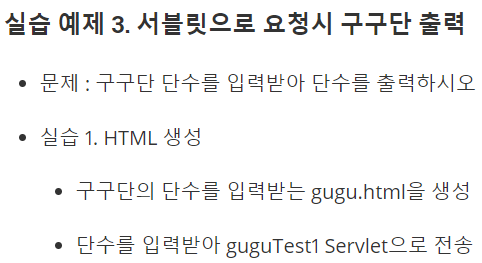 실습 예제 3. 서블릿으로 요청시 구구단 출력
문제 : 구구단 단수를 입력받아 단수를 출력하시오
실습 1. HTML 생성
구구단의 단수를 입력받는 gugu.html을 생성
단수를 입력받아 guguTest1 Servlet으로 전송